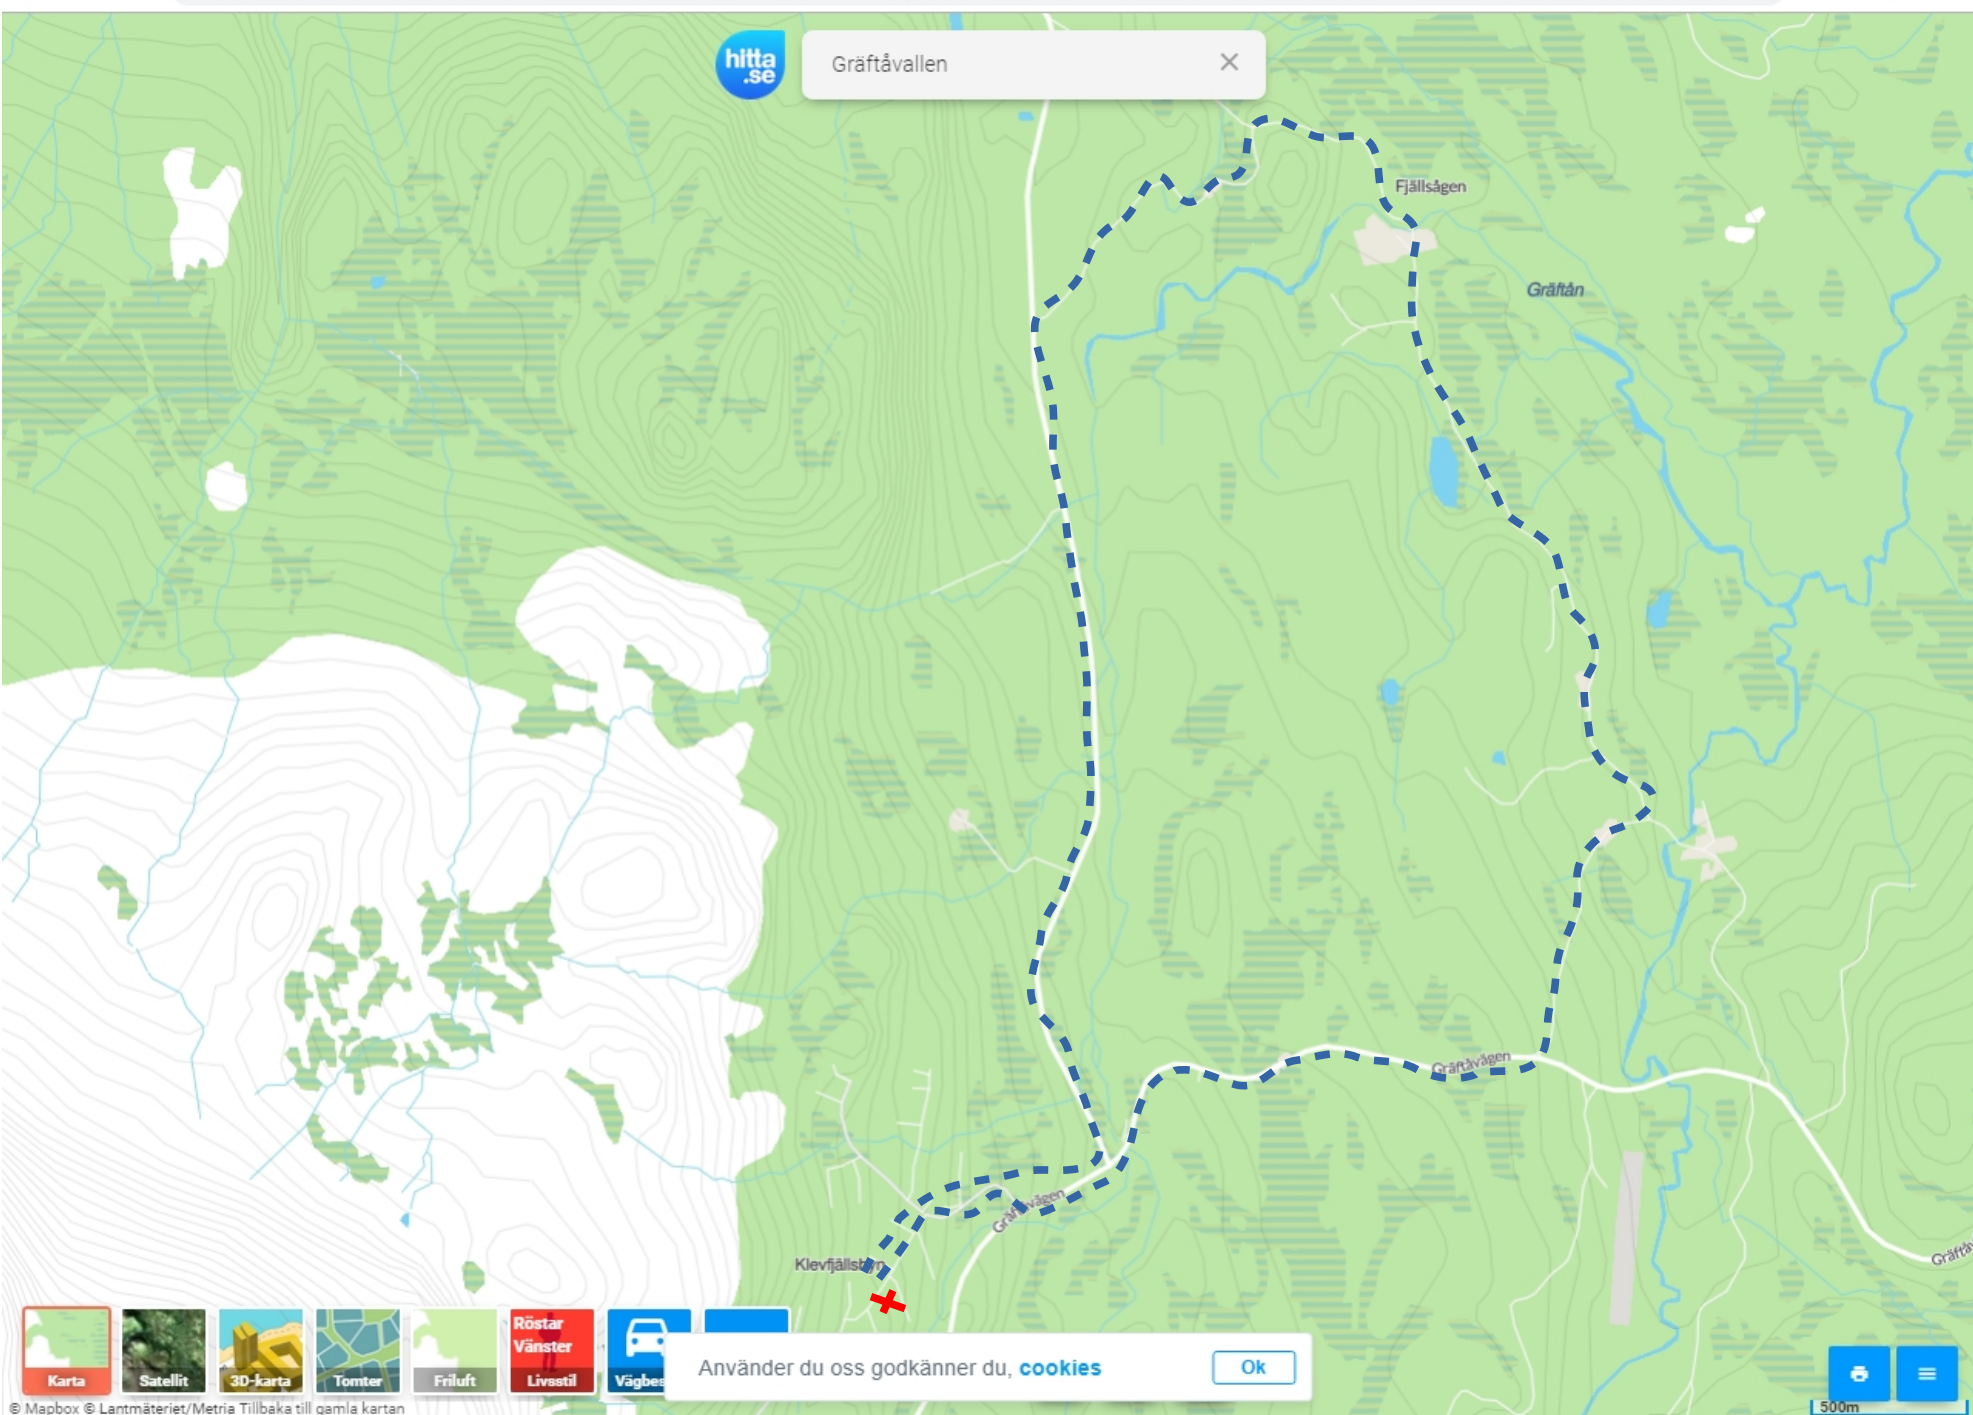 hitta
.se
Gräftåvallen
Fjällsågen
Gräftån
Gräftåvägen
Gräftåvägen
Klevfjällsbyn
Röstar
Vänster
Karta
Satellit
3D-karta
Tomter
Friluft
Livsstil
Använder du oss godkänner du, cookies
Ok
© Mapbox © Lantmäteriet/Metria Tillbaka till gamla kartan
500m